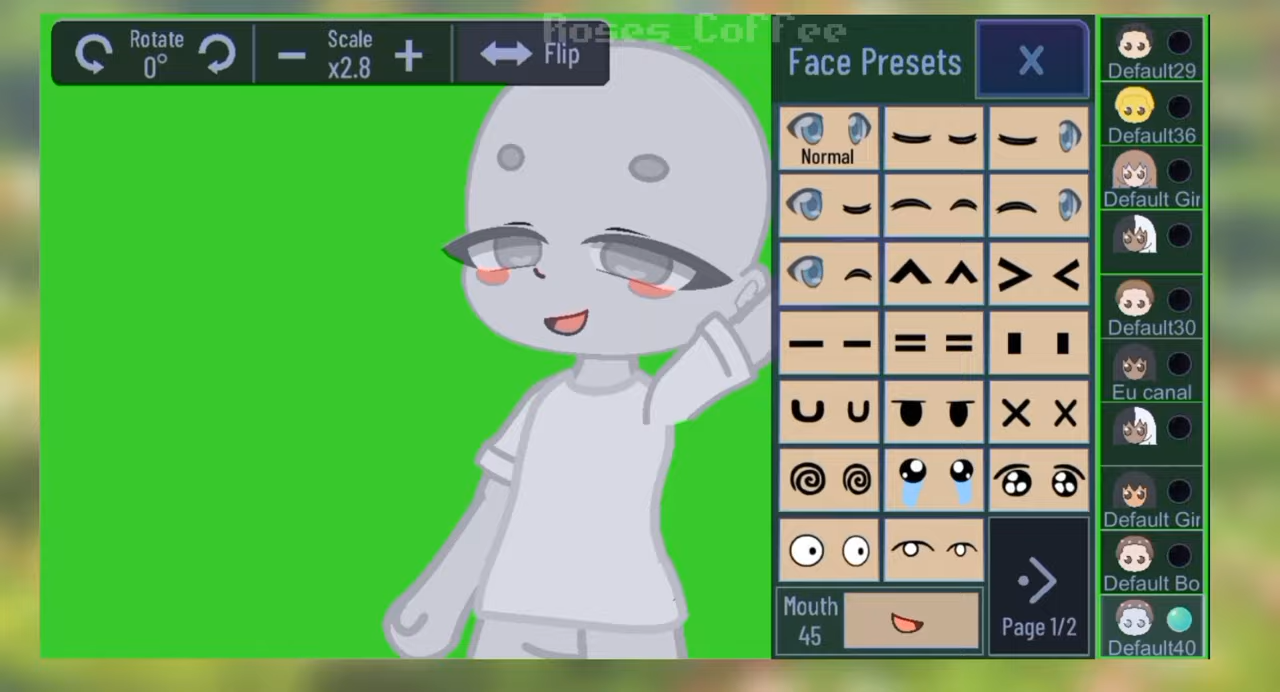 Roses_Coffee
Rotate
0°
Scale
x2.8
Flip
Face Presets
X
Normal
Mouth
45
Page 1/2
Default29
Default36
Default Gir
Default30
Eu canal
Default Gir
Default Bo
Default40